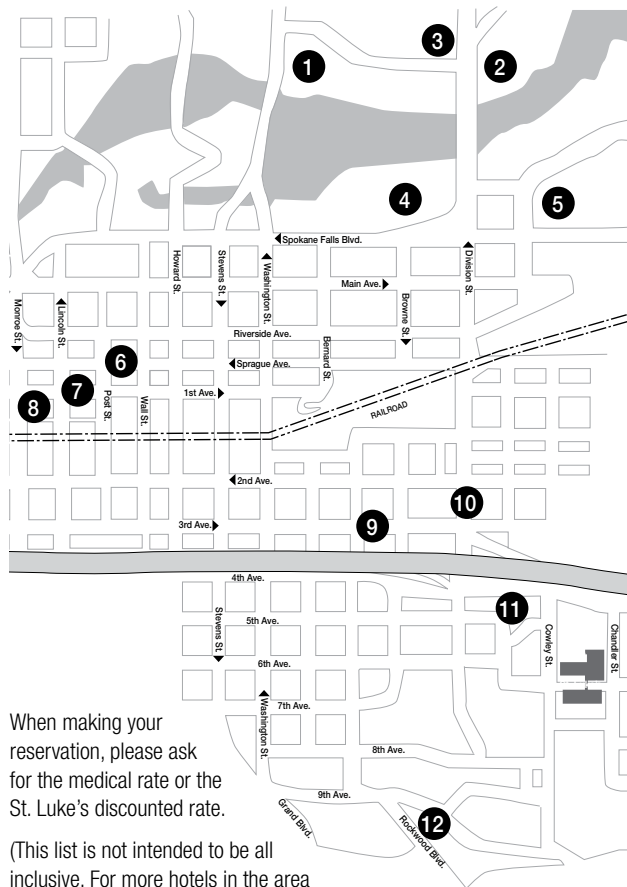 1
2
3
4
5
Spokane Falls Blvd.
Howard St.
Stevens St.
Washington St.
Division St.
Main Ave.
Browne St.
Monroe St.
Lincoln St.
Riverside Ave.
Bernard St.
6
Sprague Ave.
7
8
1st Ave.
Post St.
Wall St.
RAILROAD
2nd Ave.
10
3rd Ave.
9
4th Ave.
11
Stevens St.
5th Ave.
Cowley St.
Chandler St.
6th Ave.
7th Ave.
Washington St.
8th Ave.
9th Ave.
Grand Blvd.
Rockwood Blvd.
12
When making your
reservation, please ask
for the medical rate or the
St. Luke's discounted rate.
(This list is not intended to be all
inclusive. For more hotels in the area